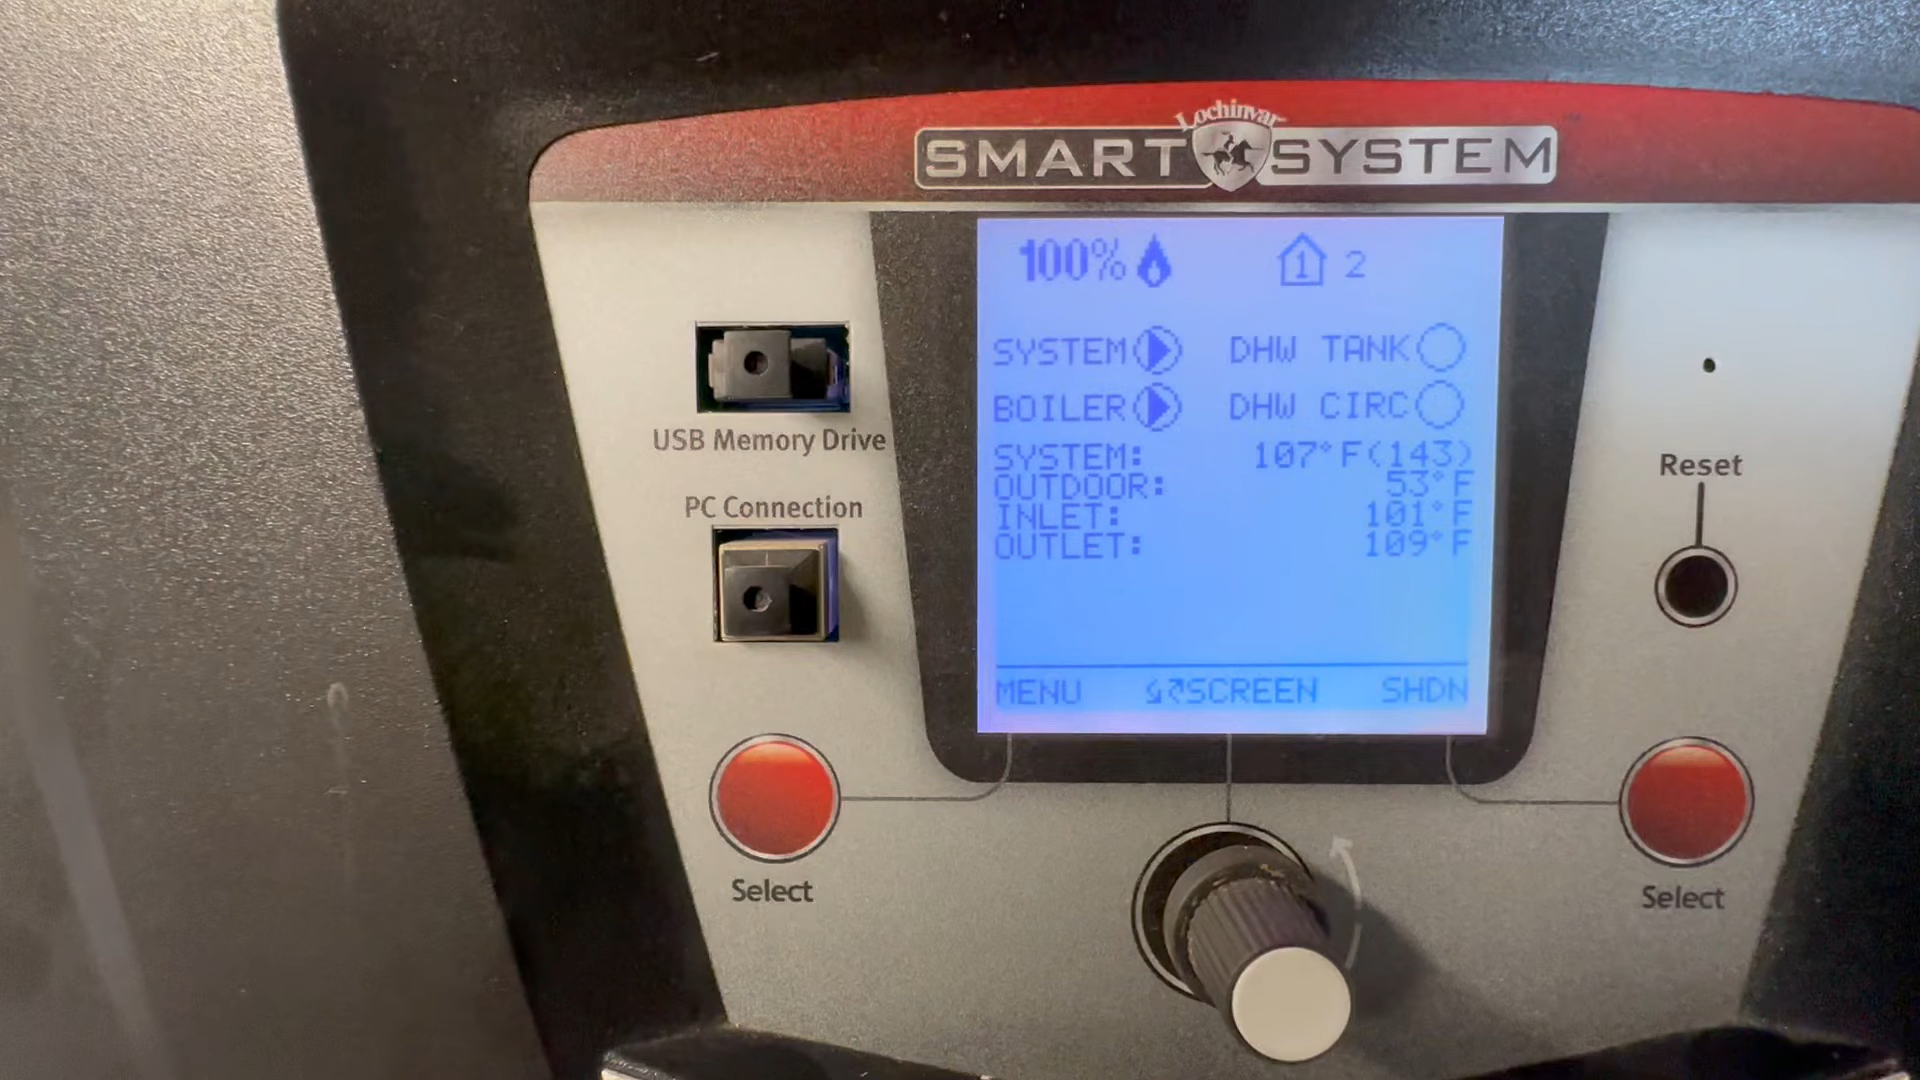 Lochinvar
SMART SYSTEM
100% 1 2
SYSTEM DHW TANK
BOILER DHW CIRC
SYSTEM: 107°F(143)
OUTDOOR: 53°F
INLET: 101°F
OUTLET: 109°F
MENU SCREEN SHDN
USB Memory Drive
PC Connection
Reset
Select
Select